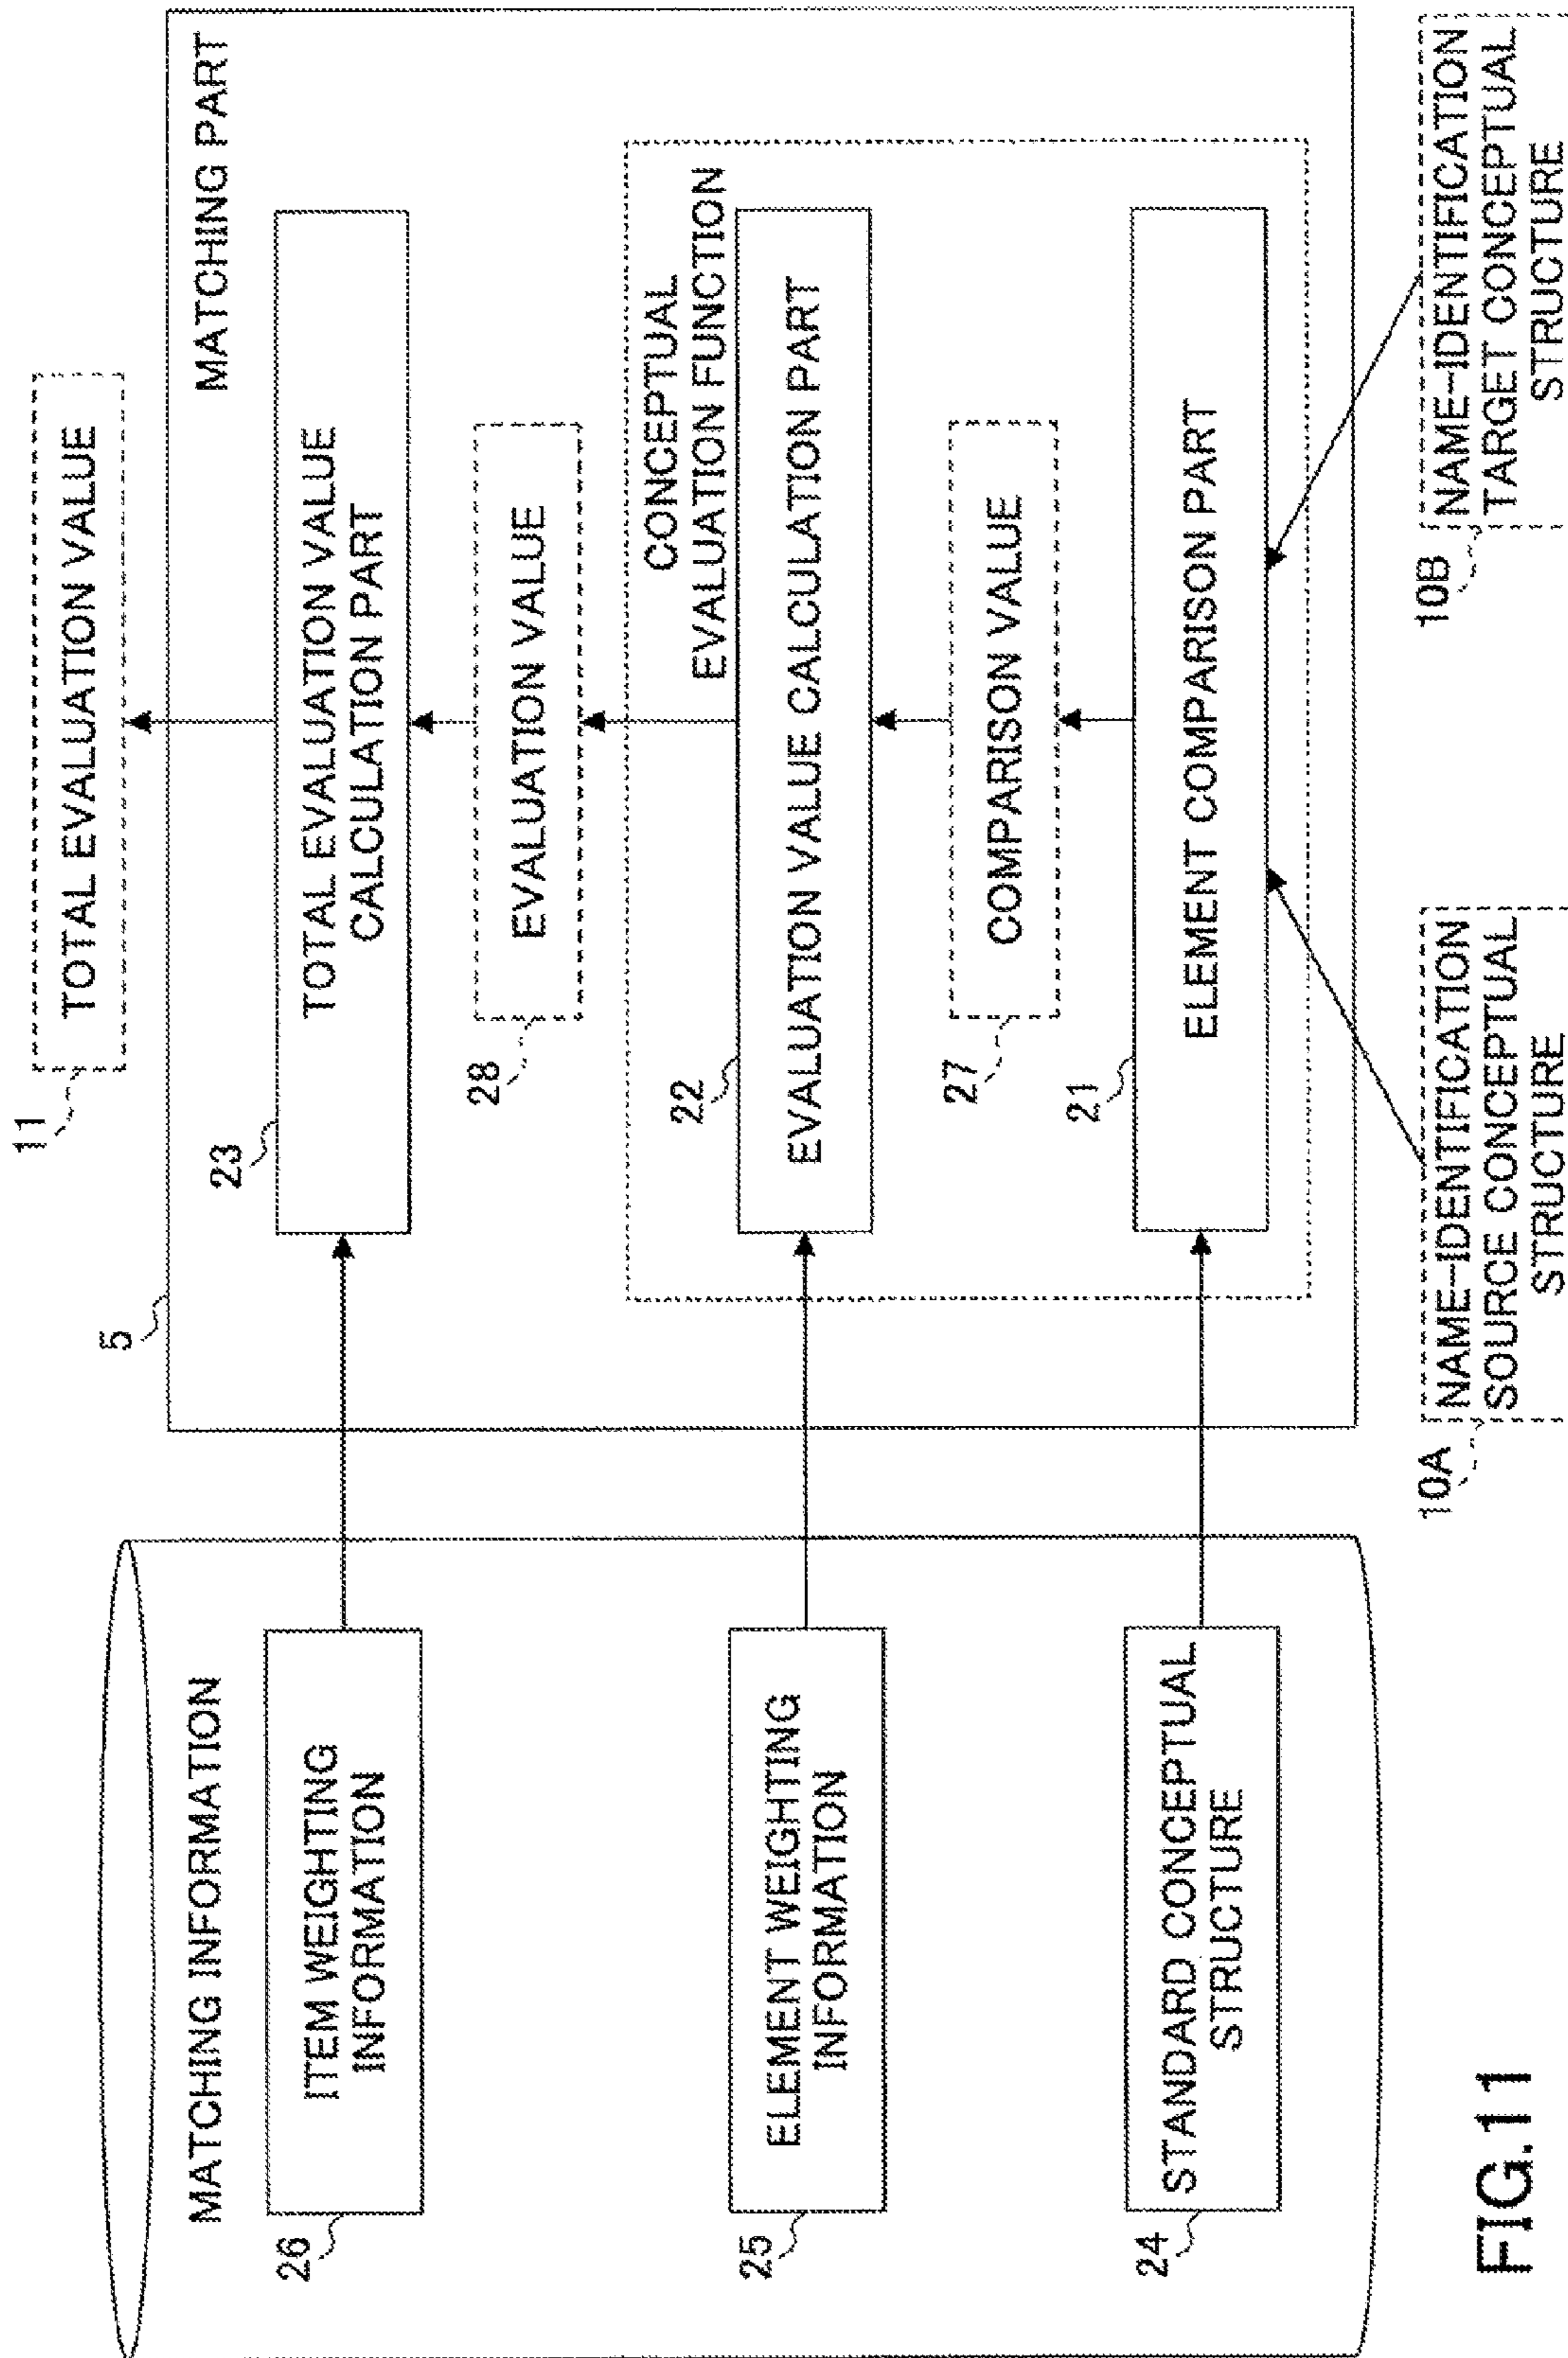 MATCHING INFORMATION
26
ITEM WEIGHTING
INFORMATION
25
ELEMENT WEIGHTING
INFORMATION
24
STANDARD CONCEPTUAL
STRUCTURE
11
TOTAL EVALUATION VALUE
5
MATCHING PART
23
TOTAL EVALUATION VALUE
CALCULATION PART
28
EVALUATION VALUE
CONCEPTUAL
EVALUATION FUNCTION
22
EVALUATION VALUE CALCULATION PART
27
COMPARISON VALUE
21
ELEMENT COMPARISON PART
10A
NAME-IDENTIFICATION
SOURCE CONCEPTUAL
STRUCTURE
10B
NAME-IDENTIFICATION
TARGET CONCEPTUAL
STRUCTURE
FIG.11